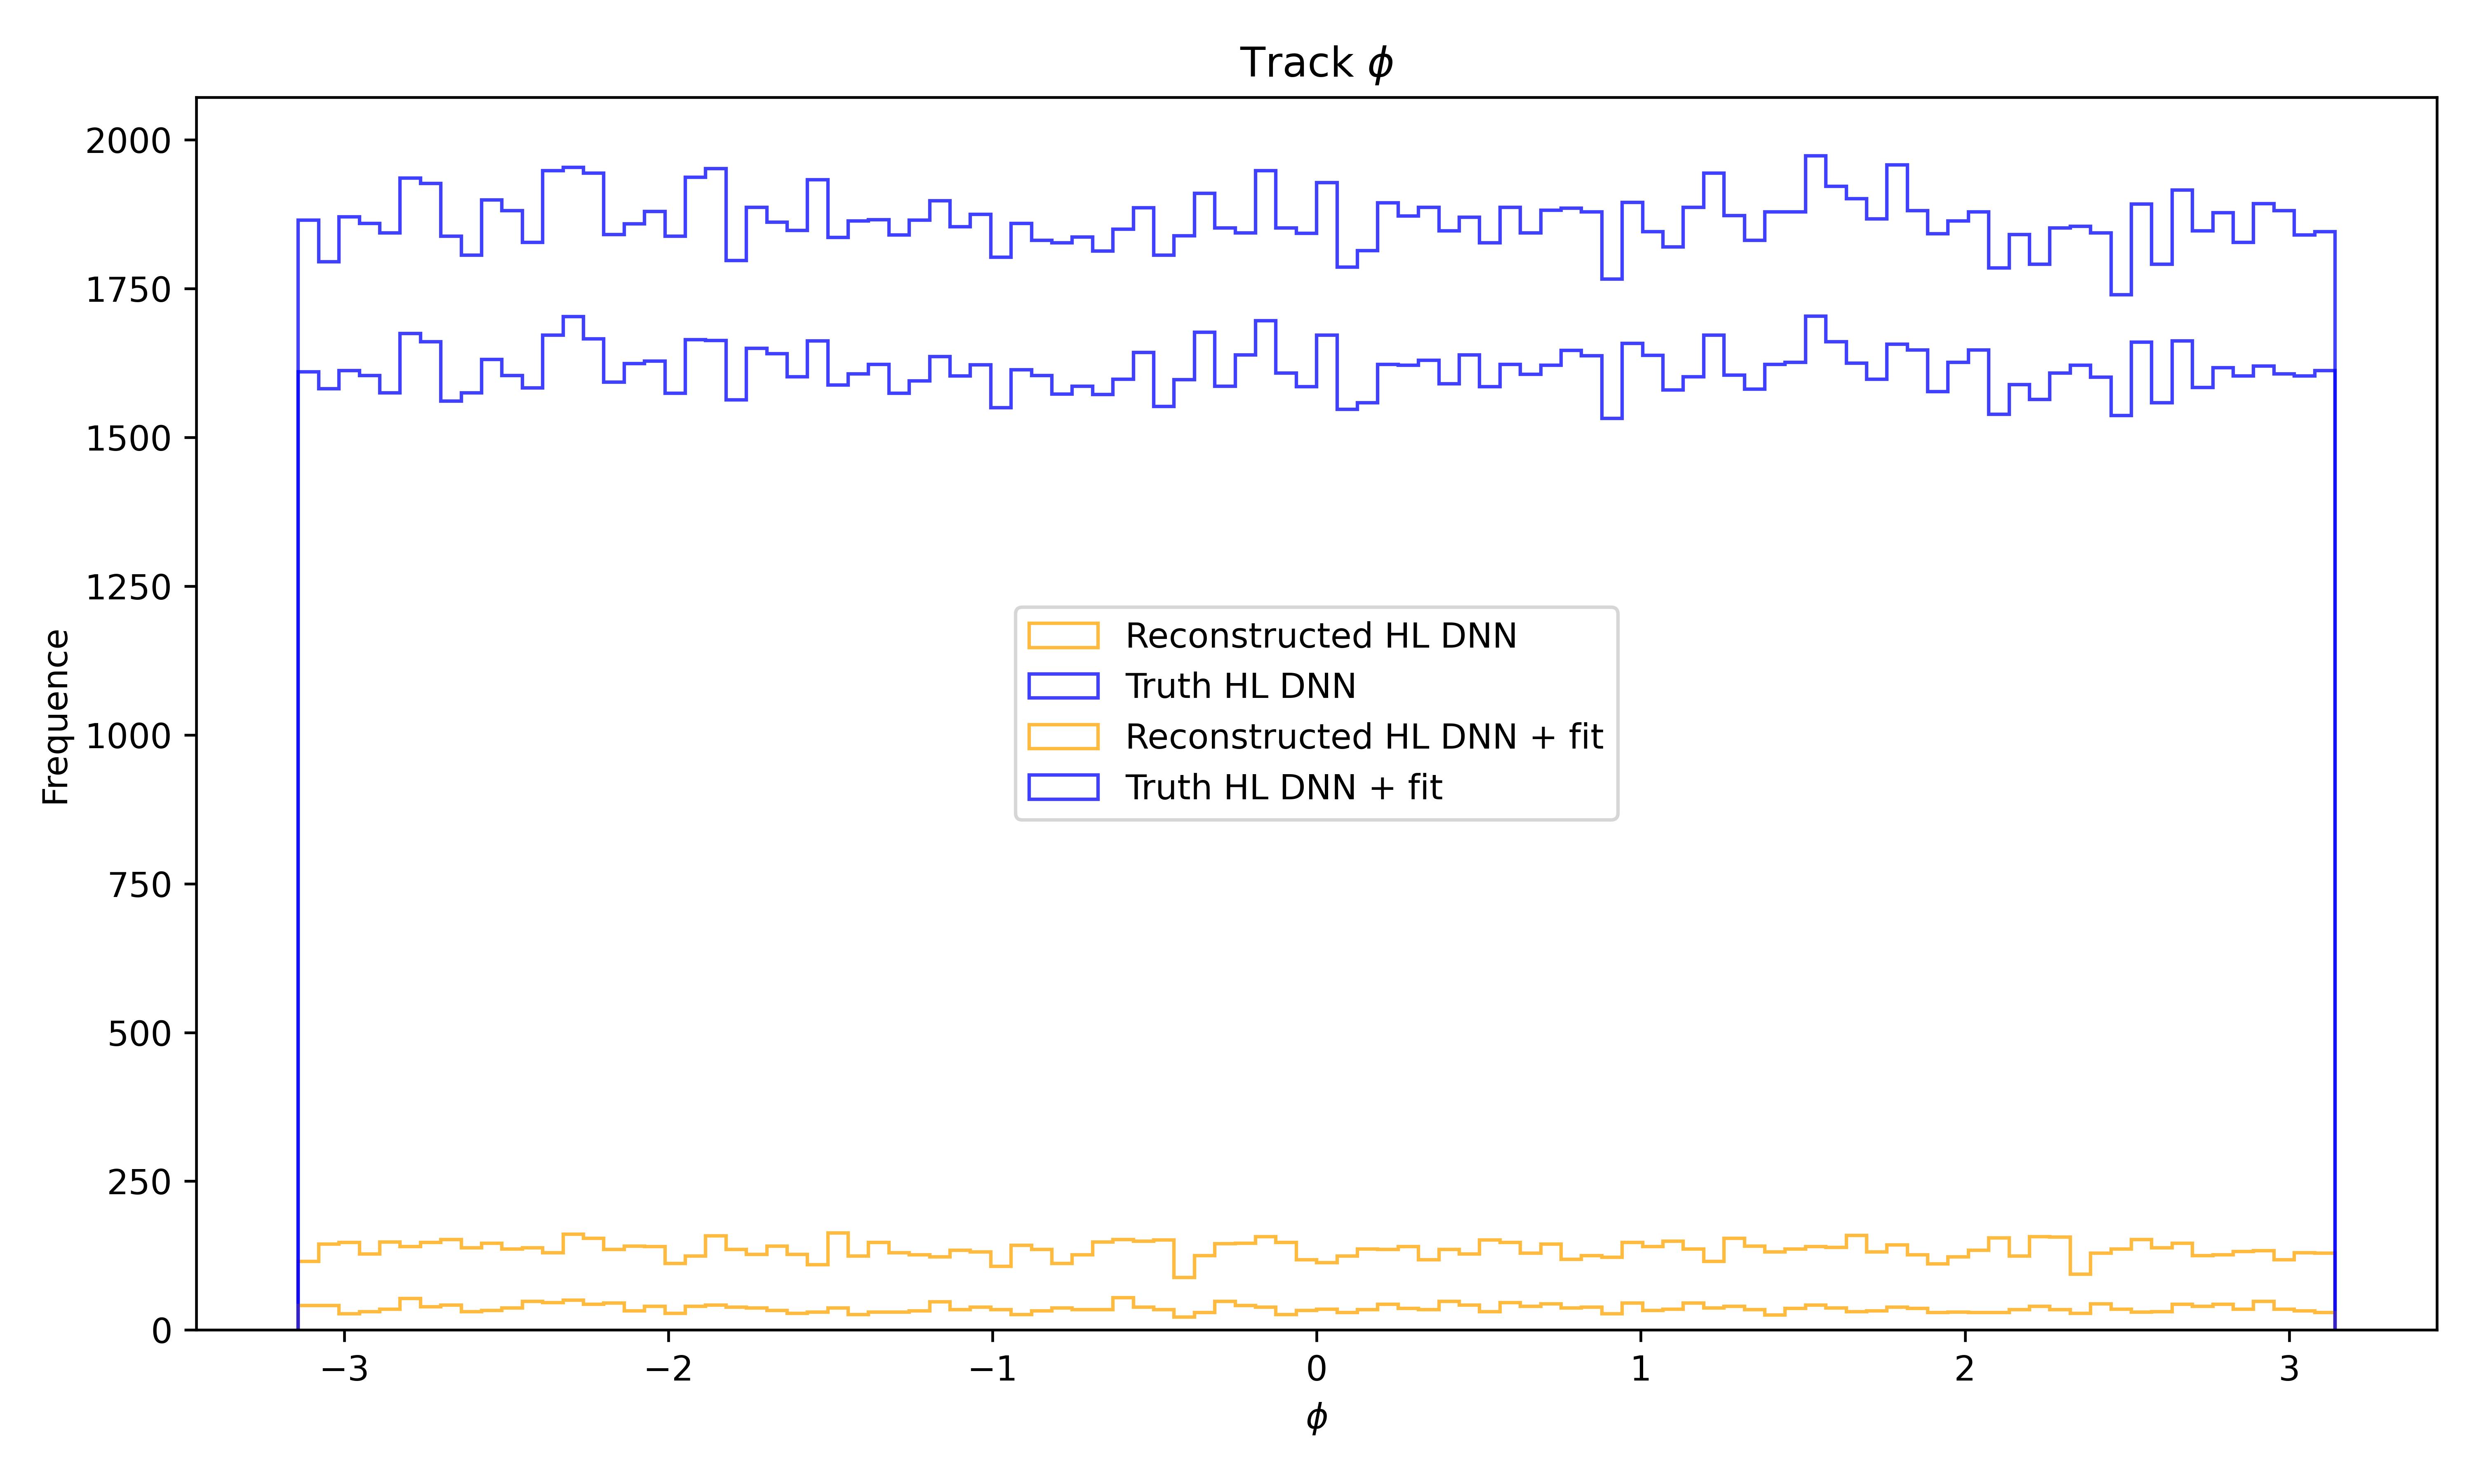 Track ϕ
2000
1750
1500
1250
1000
750
500
250
0
Frequence
Reconstructed HL DNN
Truth HL DNN
Reconstructed HL DNN + fit
Truth HL DNN + fit
−3 −2 −1 0 1 2 3
ϕ